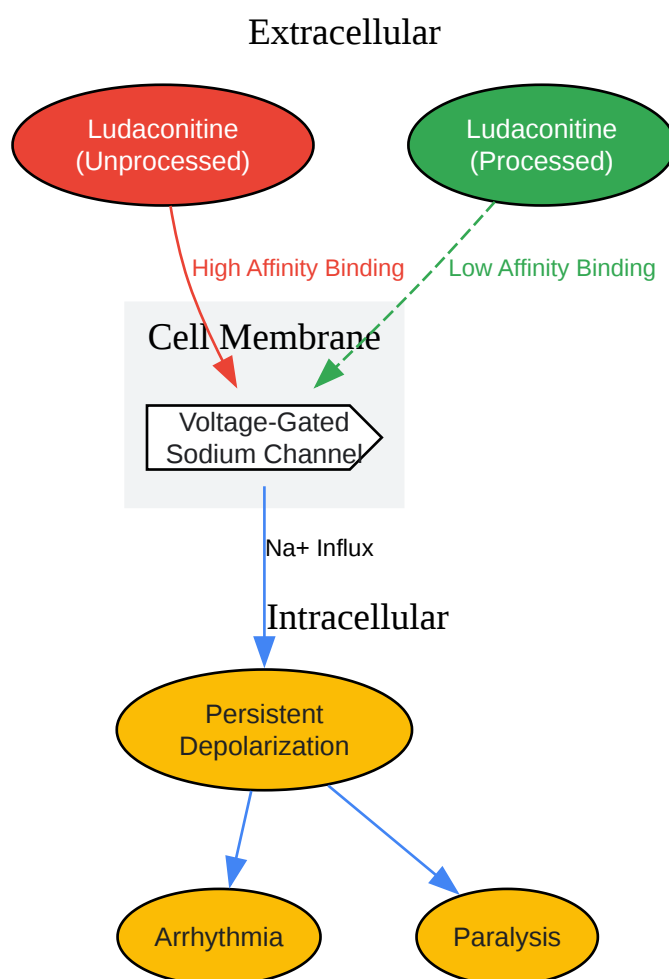 Extracellular
Ludaconitine
(Unprocessed)
Ludaconitine
(Processed)
High Affinity Binding
Low Affinity Binding
Cell Membrane
Voltage-Gated
Sodium Channel
Na+ Influx
Intracellular
Persistent
Depolarization
Arrhythmia
Paralysis